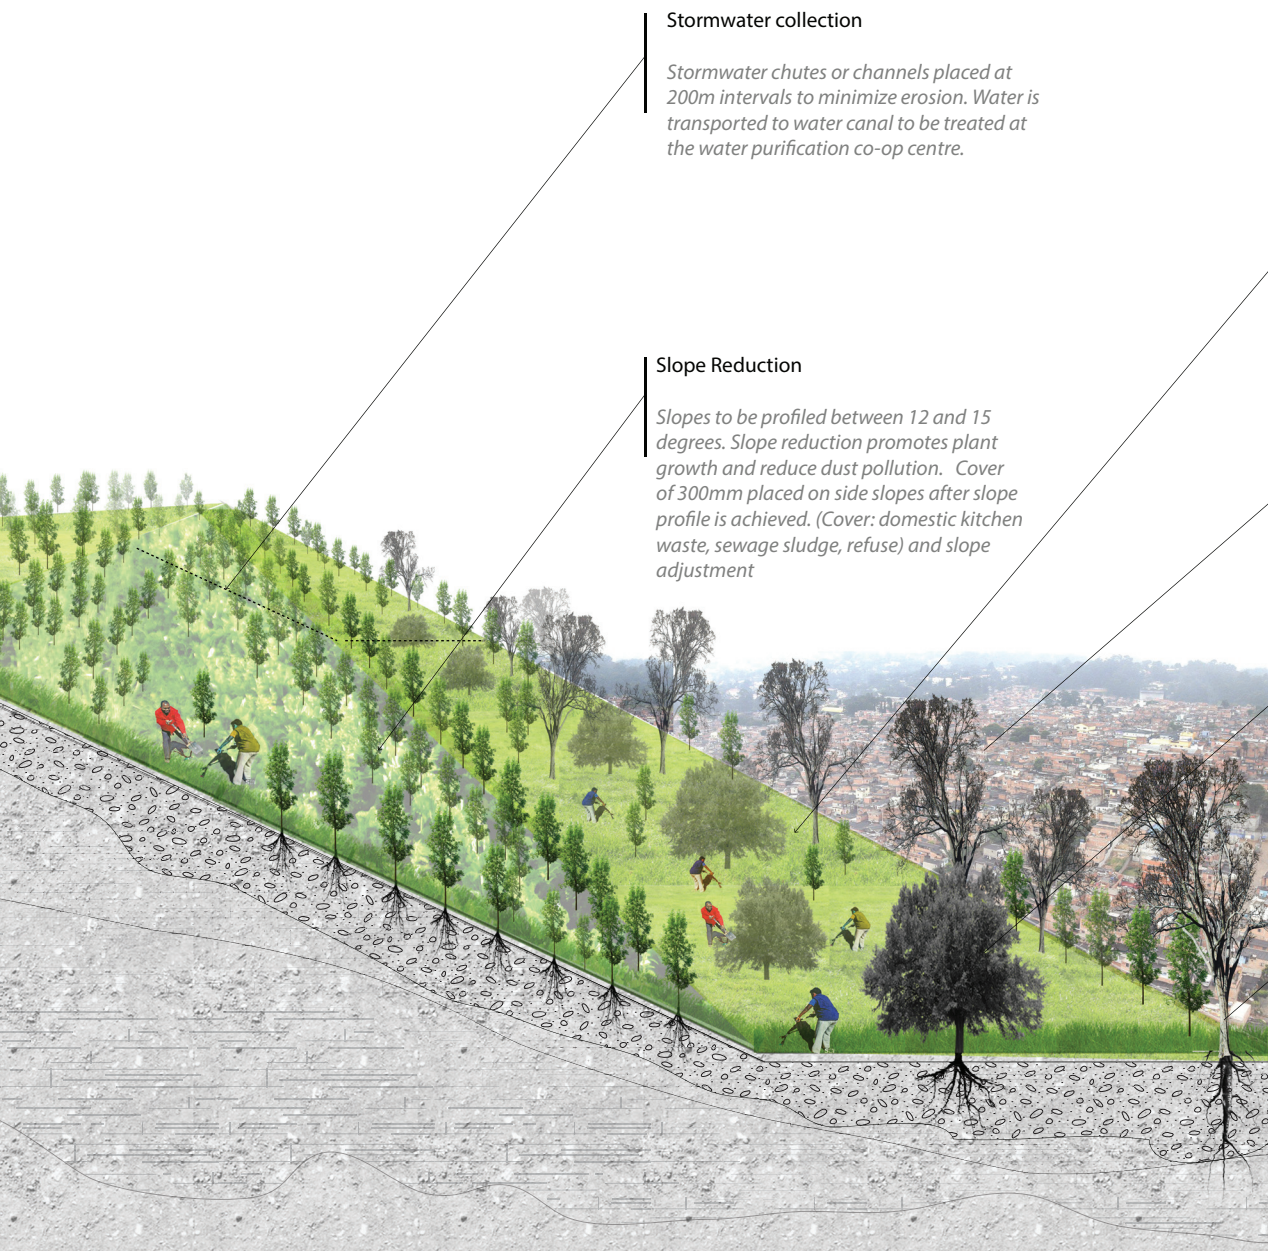 Stormwater collection
Stormwater chutes or channels placed at
200m intervals to minimize erosion. Water is
transported to water canal to be treated at
the water purification co-op centre.
Slope Reduction
Slopes to be profiled between 12 and 15
degrees. Slope reduction promotes plant
growth and reduce dust pollution.   Cover
of 300mm placed on side slopes after slope
profile is achieved. (Cover: domestic kitchen
waste, sewage sludge, refuse) and slope
adjustment